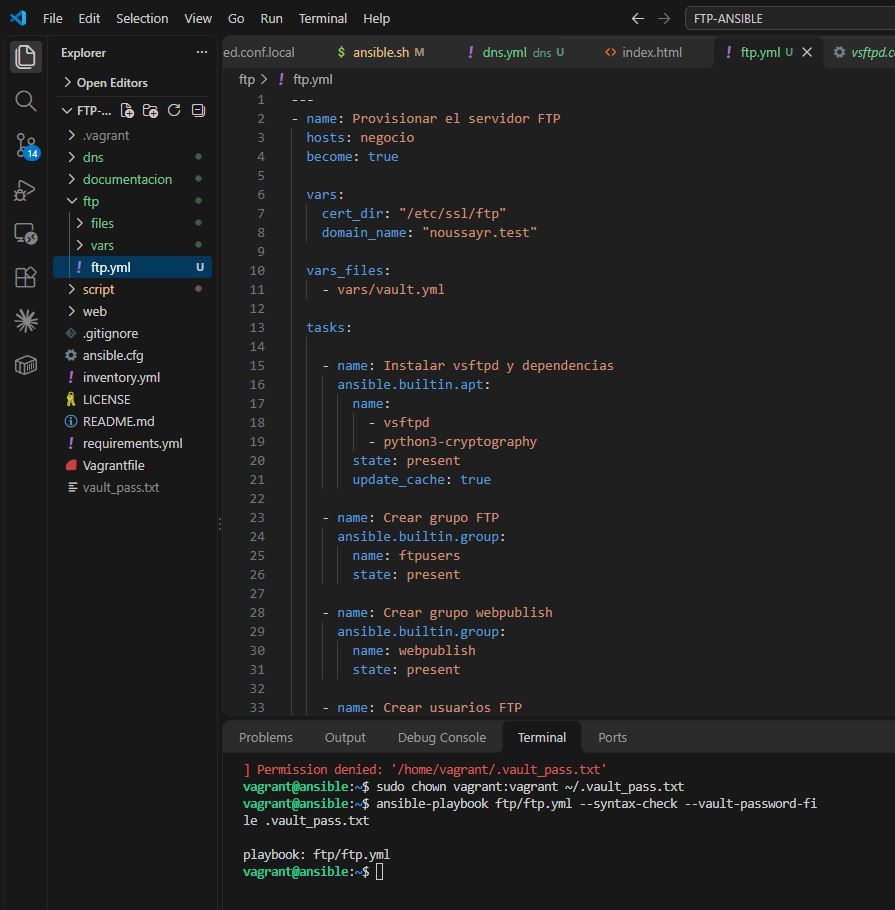 File Edit Selection View Go Run Terminal Help
FTP-ANSIBLE
Explorer
ed.conf.local
$ ansible.sh M
! dns.yml dns U
<> index.html
! ftp.yml U
vsftpd.c
Open Editors
FTP-...
.vagrant
dns
documentacion
ftp
files
vars
! ftp.yml U
script
web
.gitignore
ansible.cfg
! inventory.yml
LICENSE
README.md
! requirements.yml
Vagrantfile
vault_pass.txt
14
ftp > ! ftp.yml
1 ---
2 - name: Provisionar el servidor FTP
3 hosts: negocio
4 become: true
5
6 vars:
7 cert_dir: "/etc/ssl/ftp"
8 domain_name: "noussayr.test"
9
10 vars_files:
11 - vars/vault.yml
12
13 tasks:
14
15 - name: Instalar vsftpd y dependencias
16 ansible.builtin.apt:
17 name:
18 - vsftpd
19 - python3-cryptography
20 state: present
21 update_cache: true
22
23 - name: Crear grupo FTP
24 ansible.builtin.group:
25 name: ftpusers
26 state: present
27
28 - name: Crear grupo webpublish
29 ansible.builtin.group:
30 name: webpublish
31 state: present
32
33 - name: Crear usuarios FTP
Problems Output Debug Console Terminal Ports
] Permission denied: '/home/vagrant/.vault_pass.txt'
vagrant@ansible:~$ sudo chown vagrant:vagrant ~/.vault_pass.txt
vagrant@ansible:~$ ansible-playbook ftp/ftp.yml --syntax-check --vault-password-fi
le .vault_pass.txt
playbook: ftp/ftp.yml
vagrant@ansible:~$